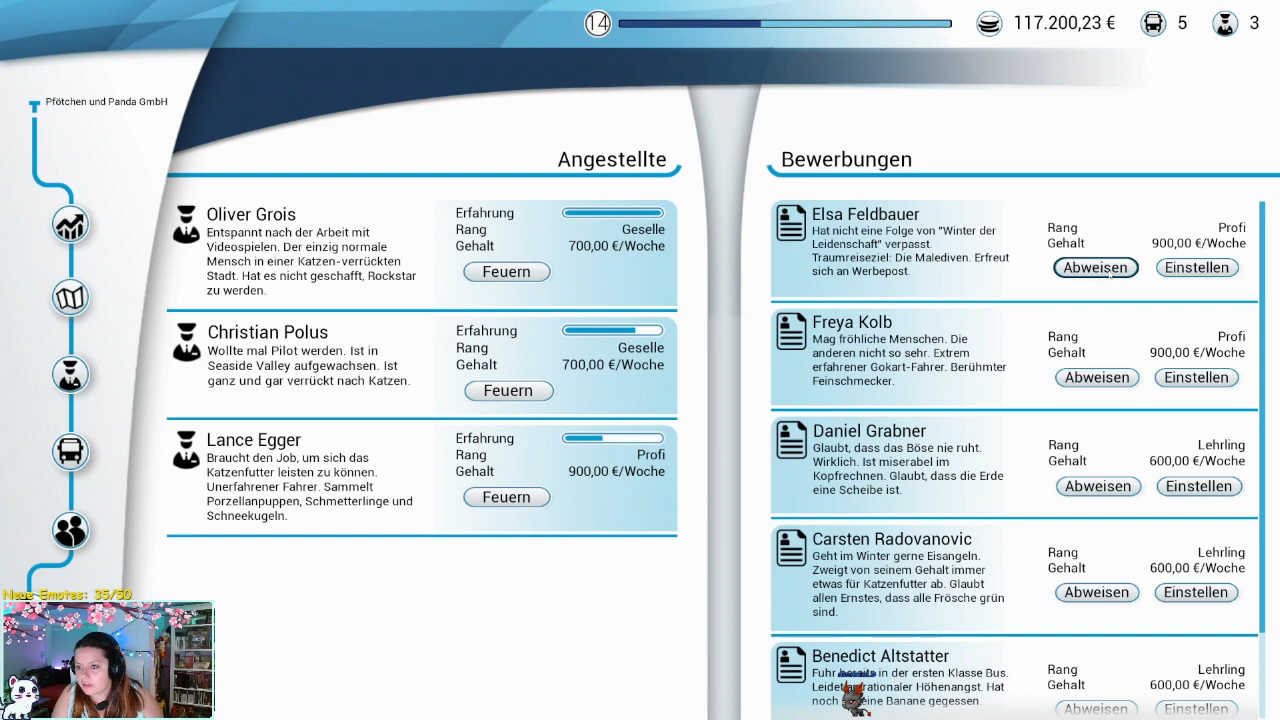 14
117.200,23 €
5
3
Pfötchen und Panda GmbH
Angestellte
Oliver Grois
Entspannt nach der Arbeit mit
Videospielen. Der einzig normale
Mensch in einer Katzen-verrückten
Stadt. Hat es nicht geschafft, Rockstar
zu werden.
Erfahrung
Rang Geselle
Gehalt 700,00 €/Woche
Feuern
Christian Polus
Wollte mal Pilot werden. Ist in
Seaside Valley aufgewachsen. Ist
ganz und gar verrückt nach Katzen.
Erfahrung
Rang Geselle
Gehalt 700,00 €/Woche
Feuern
Lance Egger
Braucht den Job, um sich das
Katzenfutter leisten zu können.
Unerfahrener Fahrer. Sammelt
Porzellanpuppen, Schmetterlinge und
Schneekugeln.
Erfahrung
Rang Profi
Gehalt 900,00 €/Woche
Feuern
Bewerbungen
Elsa Feldbauer
Hat nicht eine Folge von "Winter der
Leidenschaft" verpasst.
Traumreiseziel: Die Malediven. Erfreut
sich an Werbepost.
Rang Profi
Gehalt 900,00 €/Woche
Abweisen Einstellen
Freya Kolb
Mag fröhliche Menschen. Die
anderen nicht so sehr. Extrem
erfahrener Gokart-Fahrer. Berühmter
Feinschmecker.
Rang Profi
Gehalt 900,00 €/Woche
Abweisen Einstellen
Daniel Grabner
Glaubt, dass das Böse nie ruht.
Wirklich. Ist miserabel im
Kopfrechnen. Glaubt, dass die Erde
eine Scheibe ist.
Rang Lehrling
Gehalt 600,00 €/Woche
Abweisen Einstellen
Carsten Radovanovic
Geht im Winter gerne Eisangeln.
Zweigt von seinem Gehalt immer
etwas für Katzenfutter ab. Glaubt
allen Ernstes, dass alle Frösche grün
sind.
Rang Lehrling
Gehalt 600,00 €/Woche
Abweisen Einstellen
Benedict Altstatter
Fuhr bereits in der ersten Klasse Bus.
Leidet an irrationaler Höhenangst. Hat
noch nie eine Banane gegessen.
Rang Lehrling
Gehalt 600,00 €/Woche
Abweisen Einstellen
Neue Emotes: 35/50